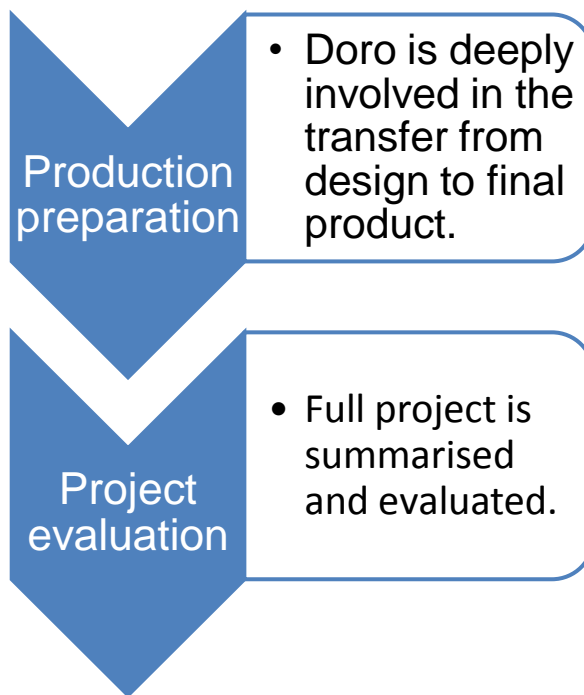 Production
preparation
• Doro is deeply
involved in the
transfer from
design to final
product.
Project
evaluation
• Full project is
summarised
and evaluated.